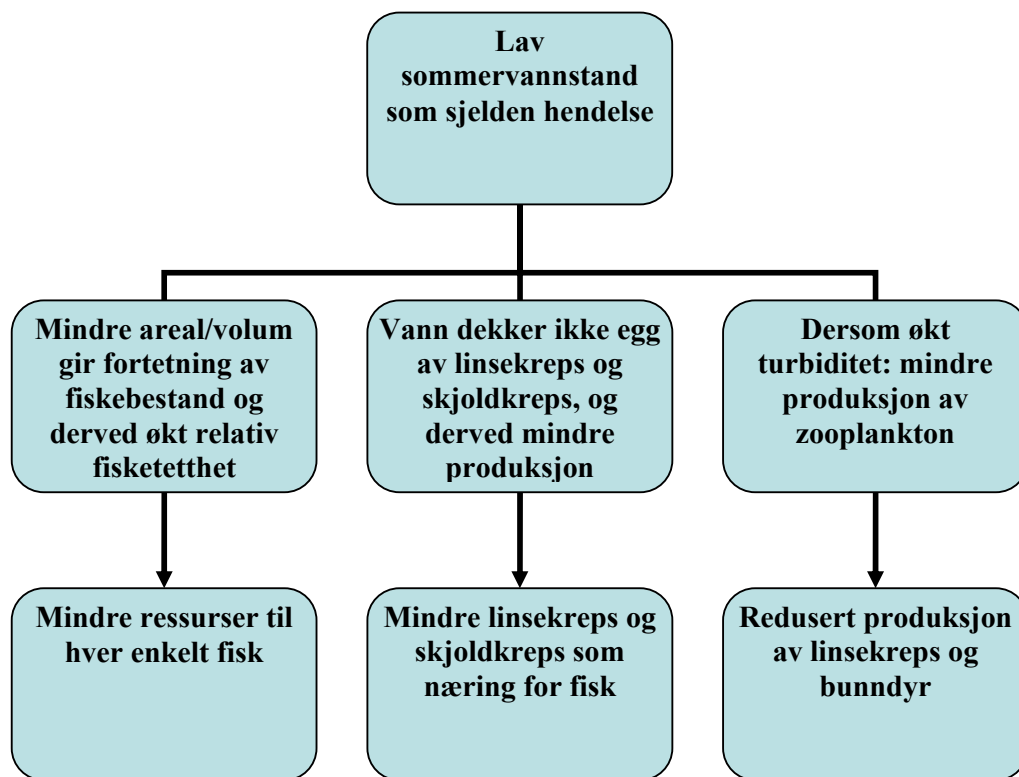 Lav
sommervannstand
som sjelden hendelse
Mindre areal/volum
gir fortetning av
fiskebestand og
derved økt relativ
fisketetthet
Vann dekker ikke egg
av linsekreps og
skjoldkreps, og
derved mindre
produksjon
Dersom økt
turbiditet: mindre
produksjon av
zooplankton
Mindre ressurser til
hver enkelt fisk
Mindre linsekreps og
skjoldkreps som
næring for fisk
Redusert produksjon
av linsekreps og
bunndyr